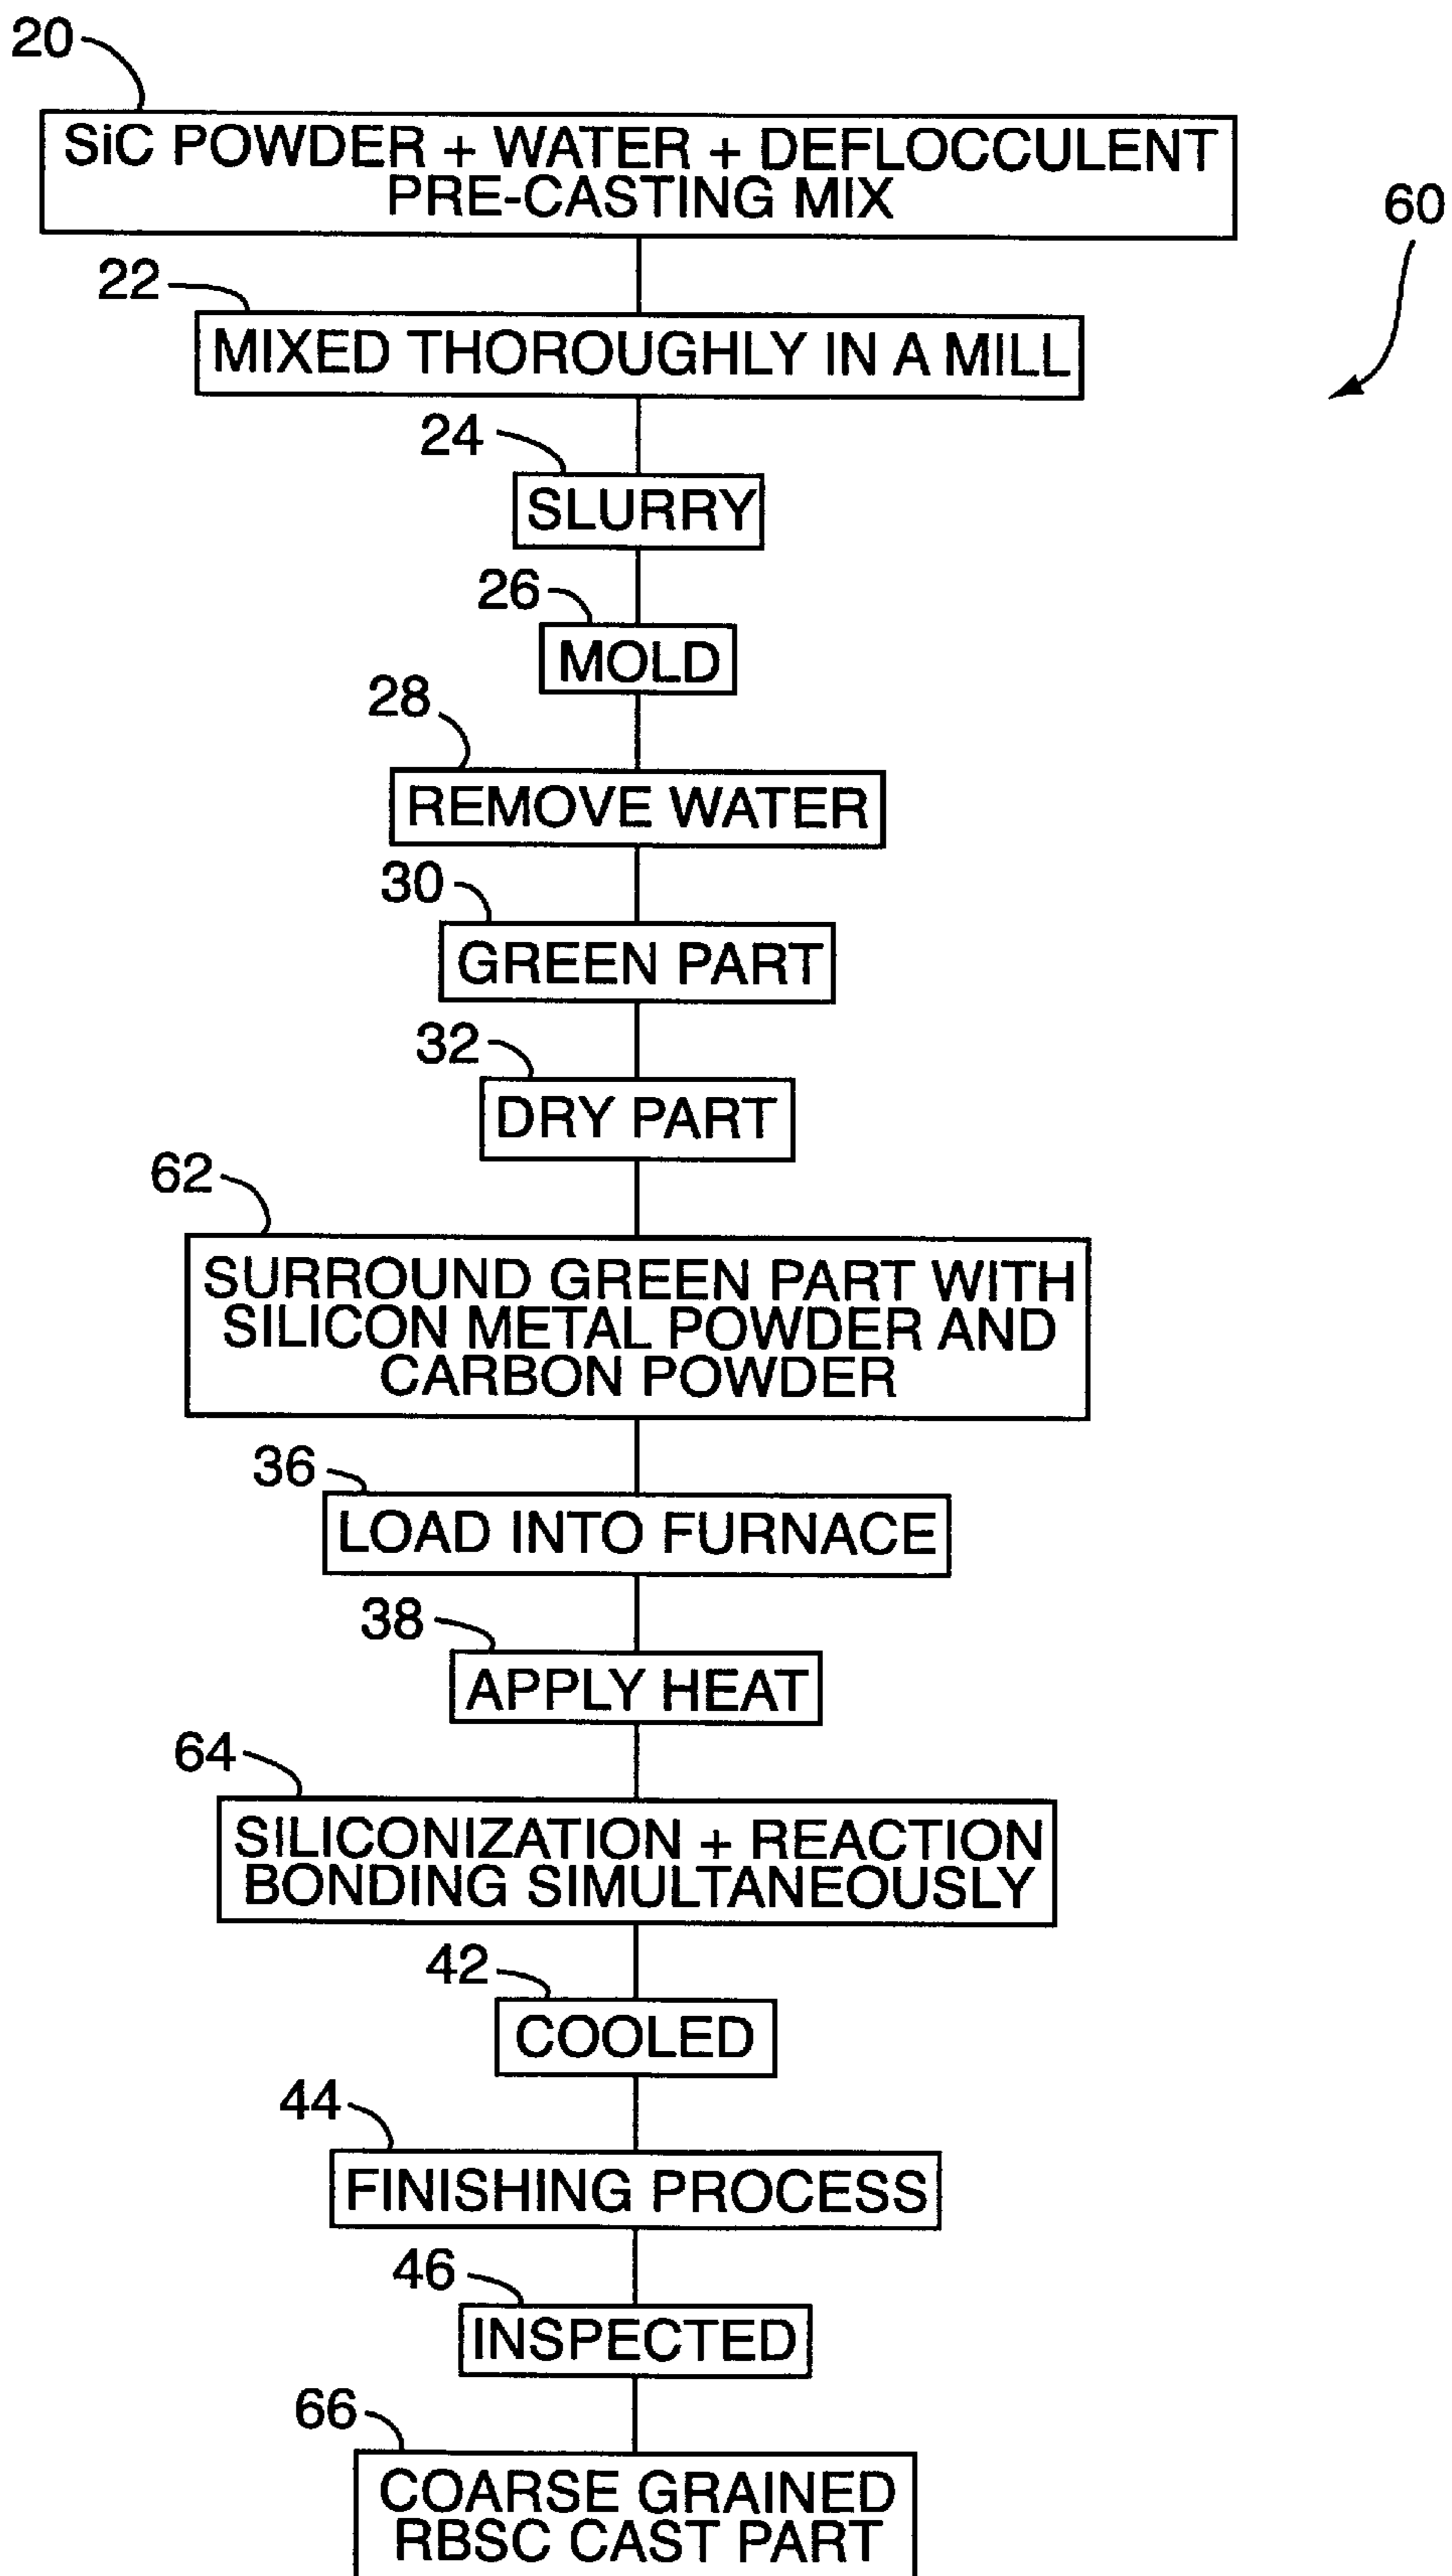 20
SiC POWDER + WATER + DEFLOCCULENT
PRE-CASTING MIX
60
22
MIXED THOROUGHLY IN A MILL
24
SLURRY
26
MOLD
28
REMOVE WATER
30
GREEN PART
32
DRY PART
62
SURROUND GREEN PART WITH
SILICON METAL POWDER AND
CARBON POWDER
36
LOAD INTO FURNACE
38
APPLY HEAT
64
SILICONIZATION + REACTION
BONDING SIMULTANEOUSLY
42
COOLED
44
FINISHING PROCESS
46
INSPECTED
66
COARSE GRAINED
RBSC CAST PART